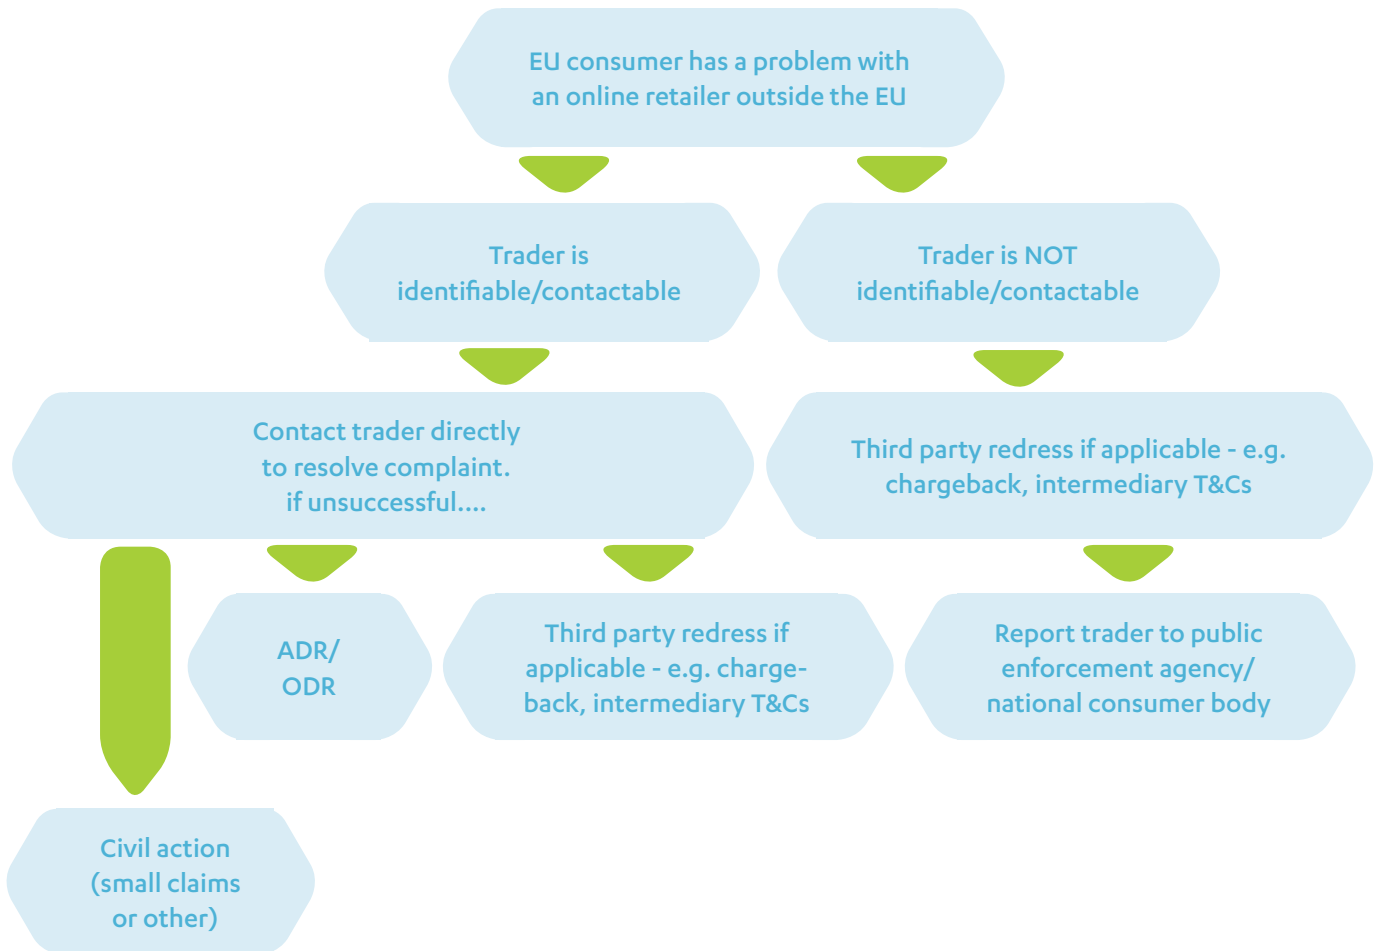 EU consumer has a problem with
an online retailer outside the EU
Trader is
identifiable/contactable
Trader is NOT
identifiable/contactable
Contact trader directly
to resolve complaint.
if unsuccessful....
Third party redress if applicable - e.g.
chargeback, intermediary T&Cs
ADR/
ODR
Third party redress if
applicable - e.g. charge-
back, intermediary T&Cs
Report trader to public
enforcement agency/
national consumer body
Civil action
(small claims
or other)